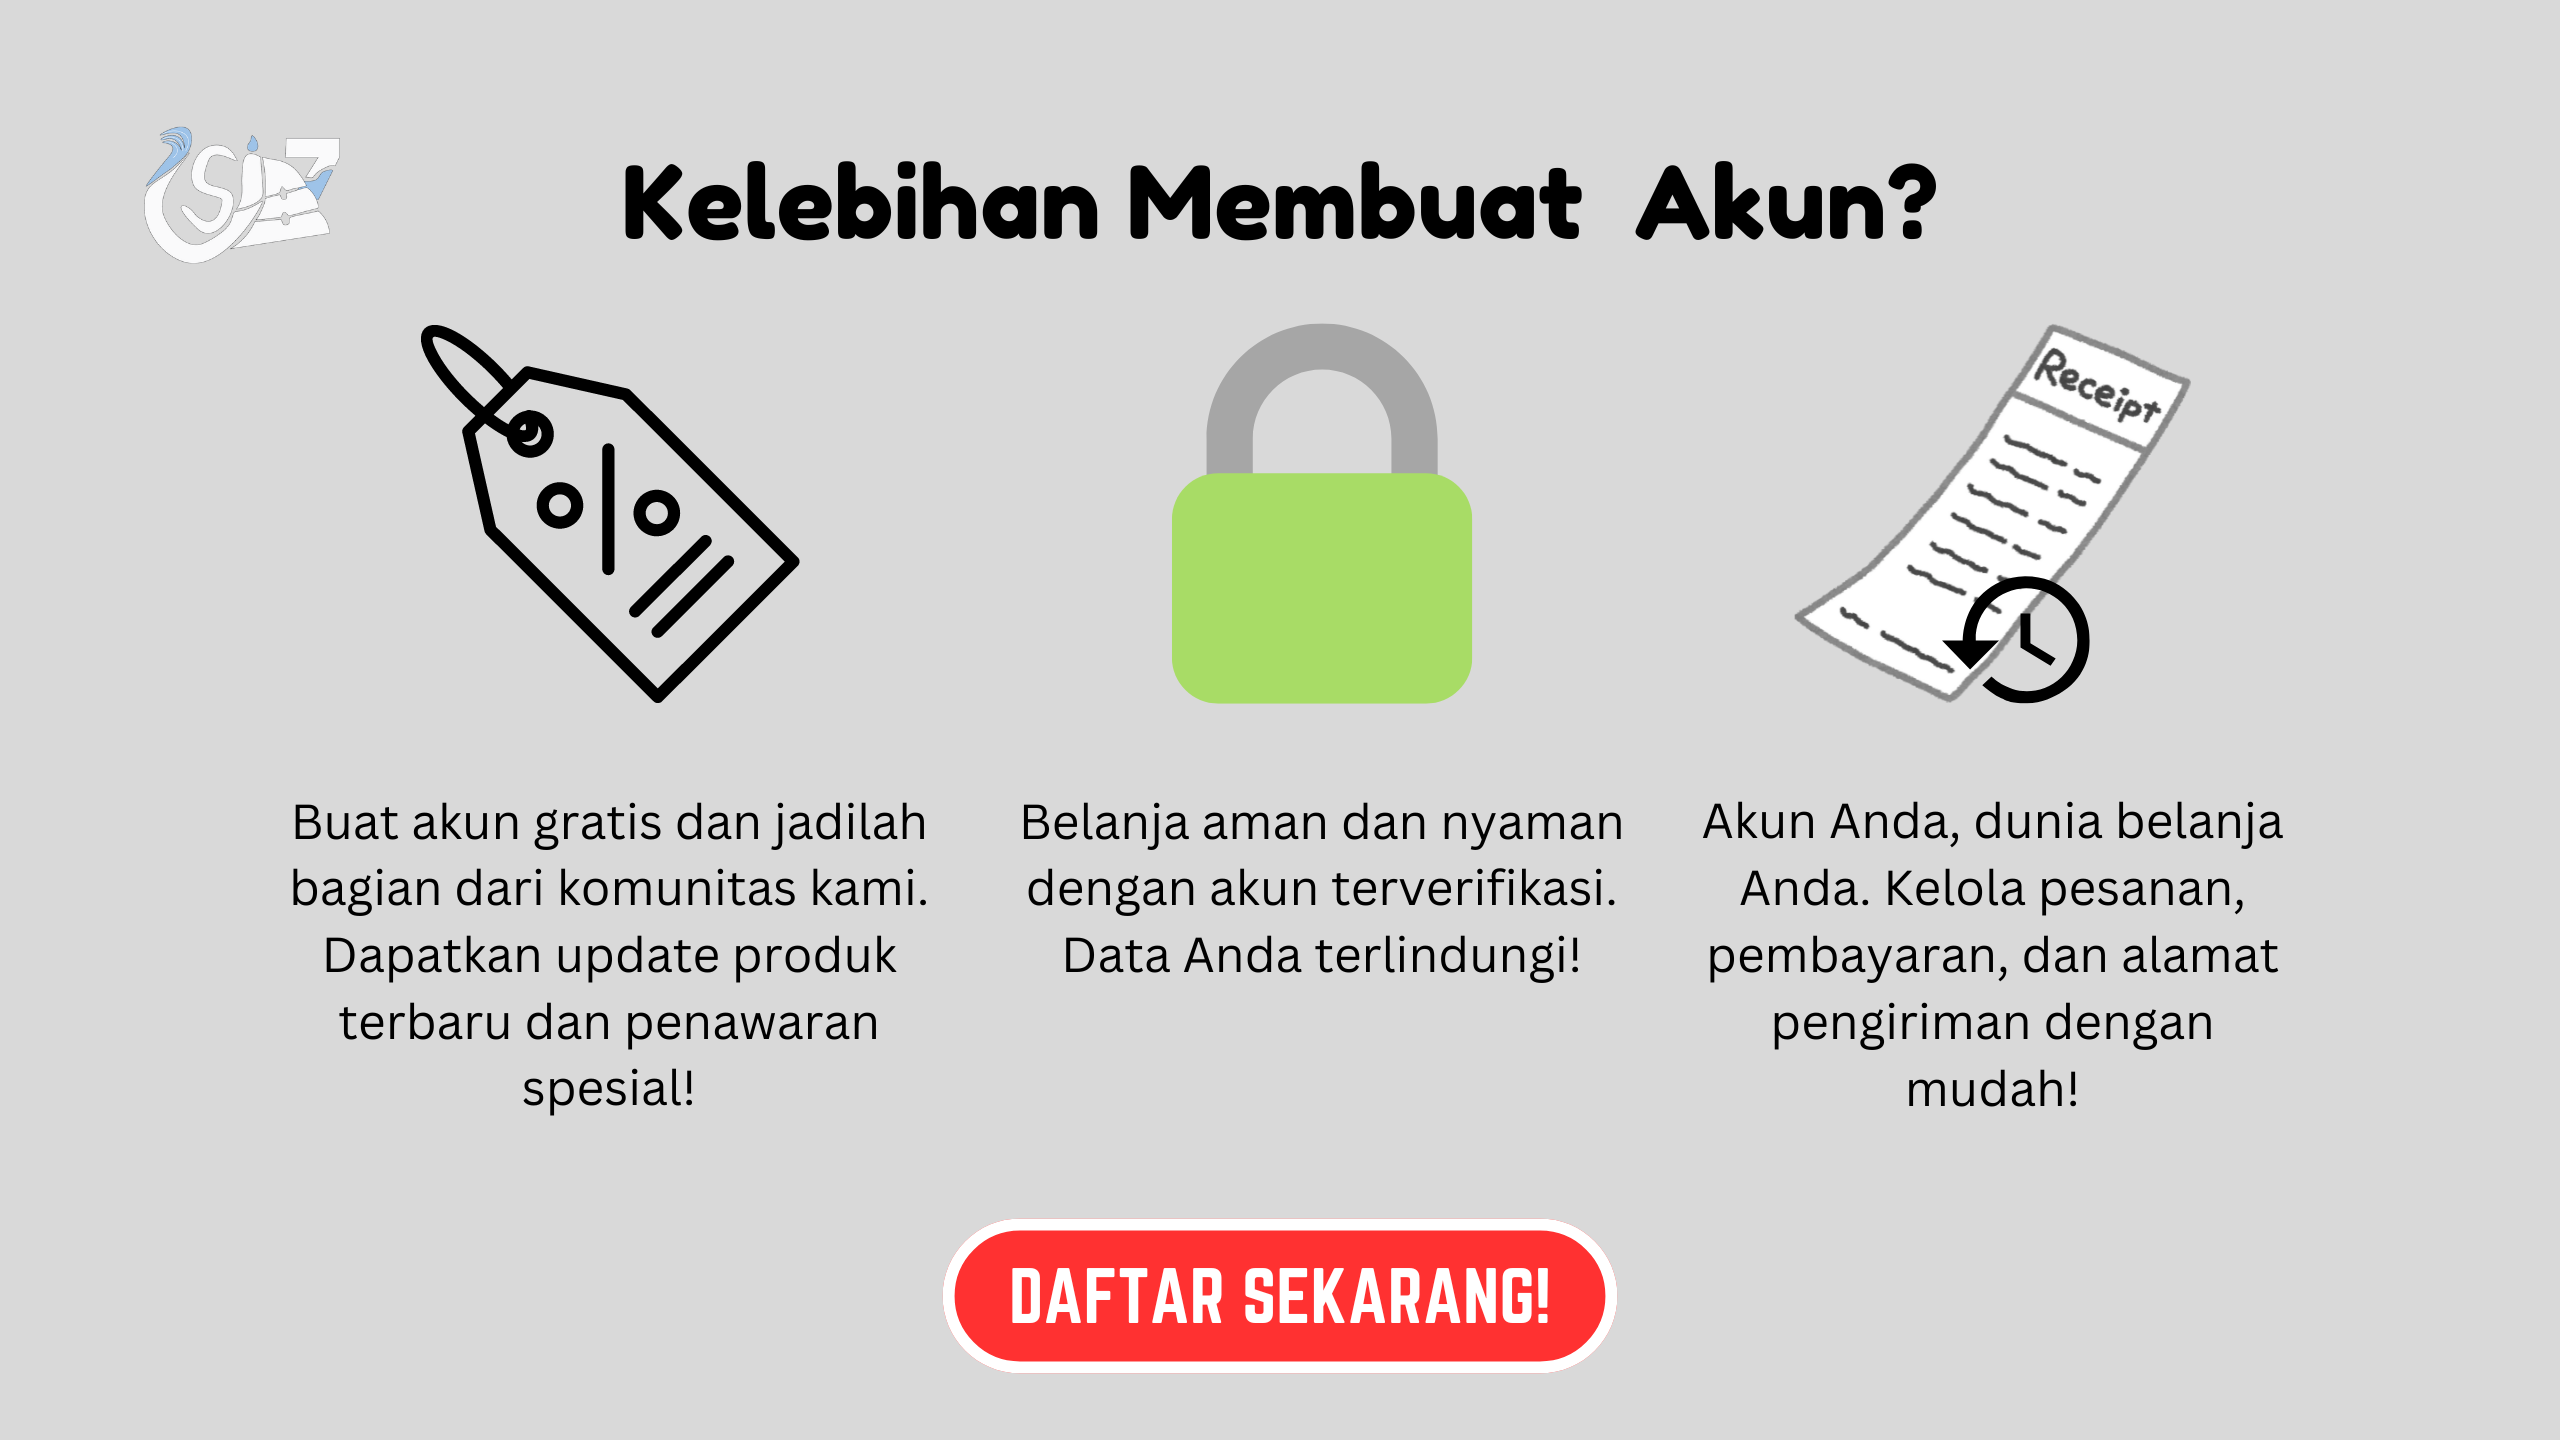 Kelebihan Membuat Akun?
Receipt
Buat akun gratis dan jadilah
bagian dari komunitas kami.
Dapatkan update produk
terbaru dan penawaran
spesial!
Belanja aman dan nyaman
dengan akun terverifikasi.
Data Anda terlindungi!
Akun Anda, dunia belanja
Anda. Kelola pesanan,
pembayaran, dan alamat
pengiriman dengan
mudah!
DAFTAR SEKARANG!